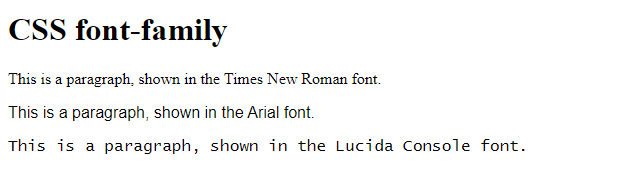 CSS font-family
This is a paragraph, shown in the Times New Roman font.
This is a paragraph, shown in the Arial font.
This is a paragraph, shown in the Lucida Console font.